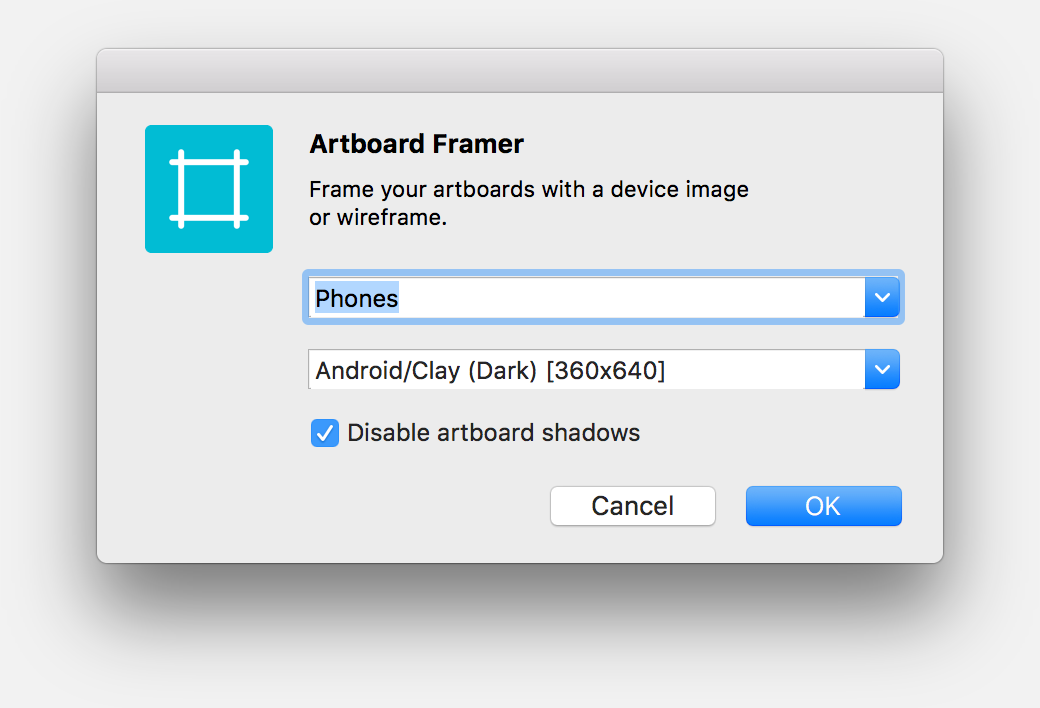 Artboard Framer
Frame your artboards with a device image
or wireframe.
Phones
Android/Clay (Dark) [360x640]
Disable artboard shadows
Cancel
OK